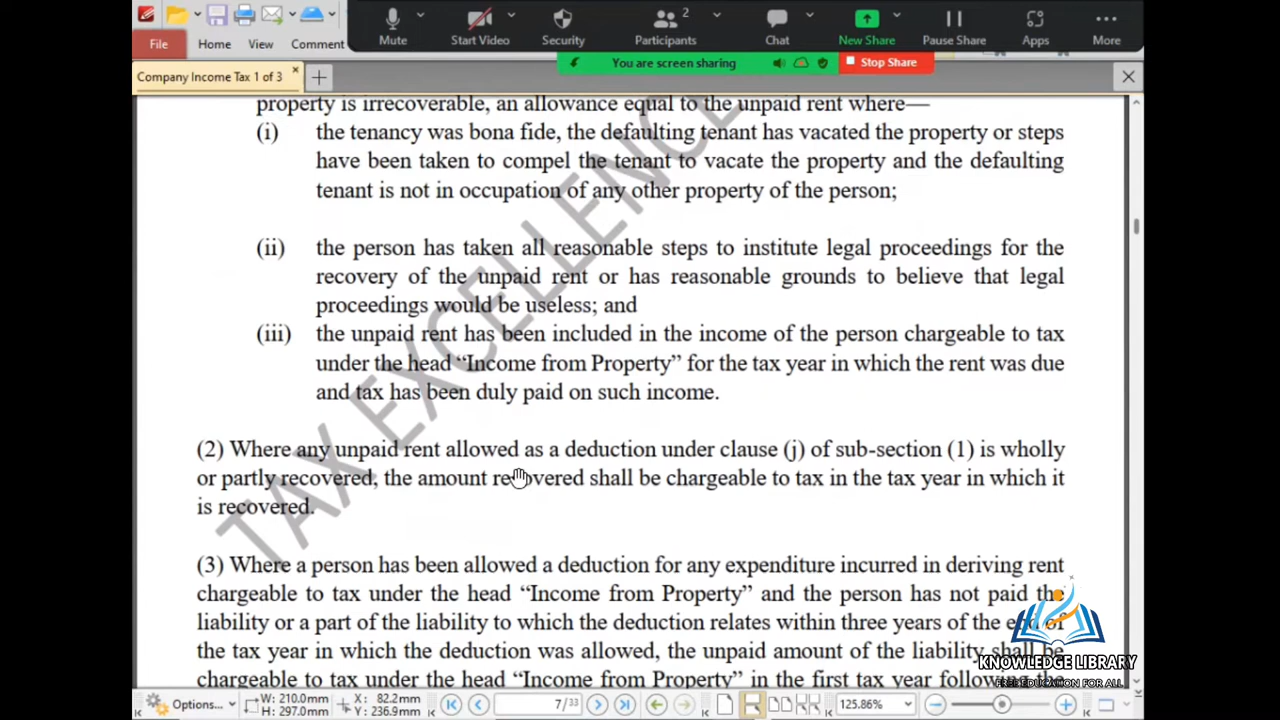 Mute
Start Video
Security
2
Participants
Chat
New Share
Pause Share
Apps
More
File
Home
View
Comment
You are screen sharing
Stop Share
Company Income Tax 1 of 3
property is irrecoverable, an allowance equal to the unpaid rent where—
(i) the tenancy was bona fide, the defaulting tenant has vacated the property or steps
have been taken to compel the tenant to vacate the property and the defaulting
tenant is not in occupation of any other property of the person;
(ii) the person has taken all reasonable steps to institute legal proceedings for the
recovery of the unpaid rent or has reasonable grounds to believe that legal
proceedings would be useless; and
(iii) the unpaid rent has been included in the income of the person chargeable to tax
under the head “Income from Property” for the tax year in which the rent was due
and tax has been duly paid on such income.
(2) Where any unpaid rent allowed as a deduction under clause (j) of sub-section (1) is wholly
or partly recovered, the amount recovered shall be chargeable to tax in the tax year in which it
is recovered.
(3) Where a person has been allowed a deduction for any expenditure incurred in deriving rent
chargeable to tax under the head “Income from Property” and the person has not paid the
liability or a part of the liability to which the deduction relates within three years of the end of
the tax year in which the deduction was allowed, the unpaid amount of the liability shall be
chargeable to tax under the head “Income from Property” in the first tax year following the
TAX EXCELLENCE
KNOWLEDGE LIBRARY
FREE EDUCATION FOR ALL
Options...
W: 210.0mm
H: 297.0mm
X: 82.2mm
Y: 236.9mm
7/33
125.86%